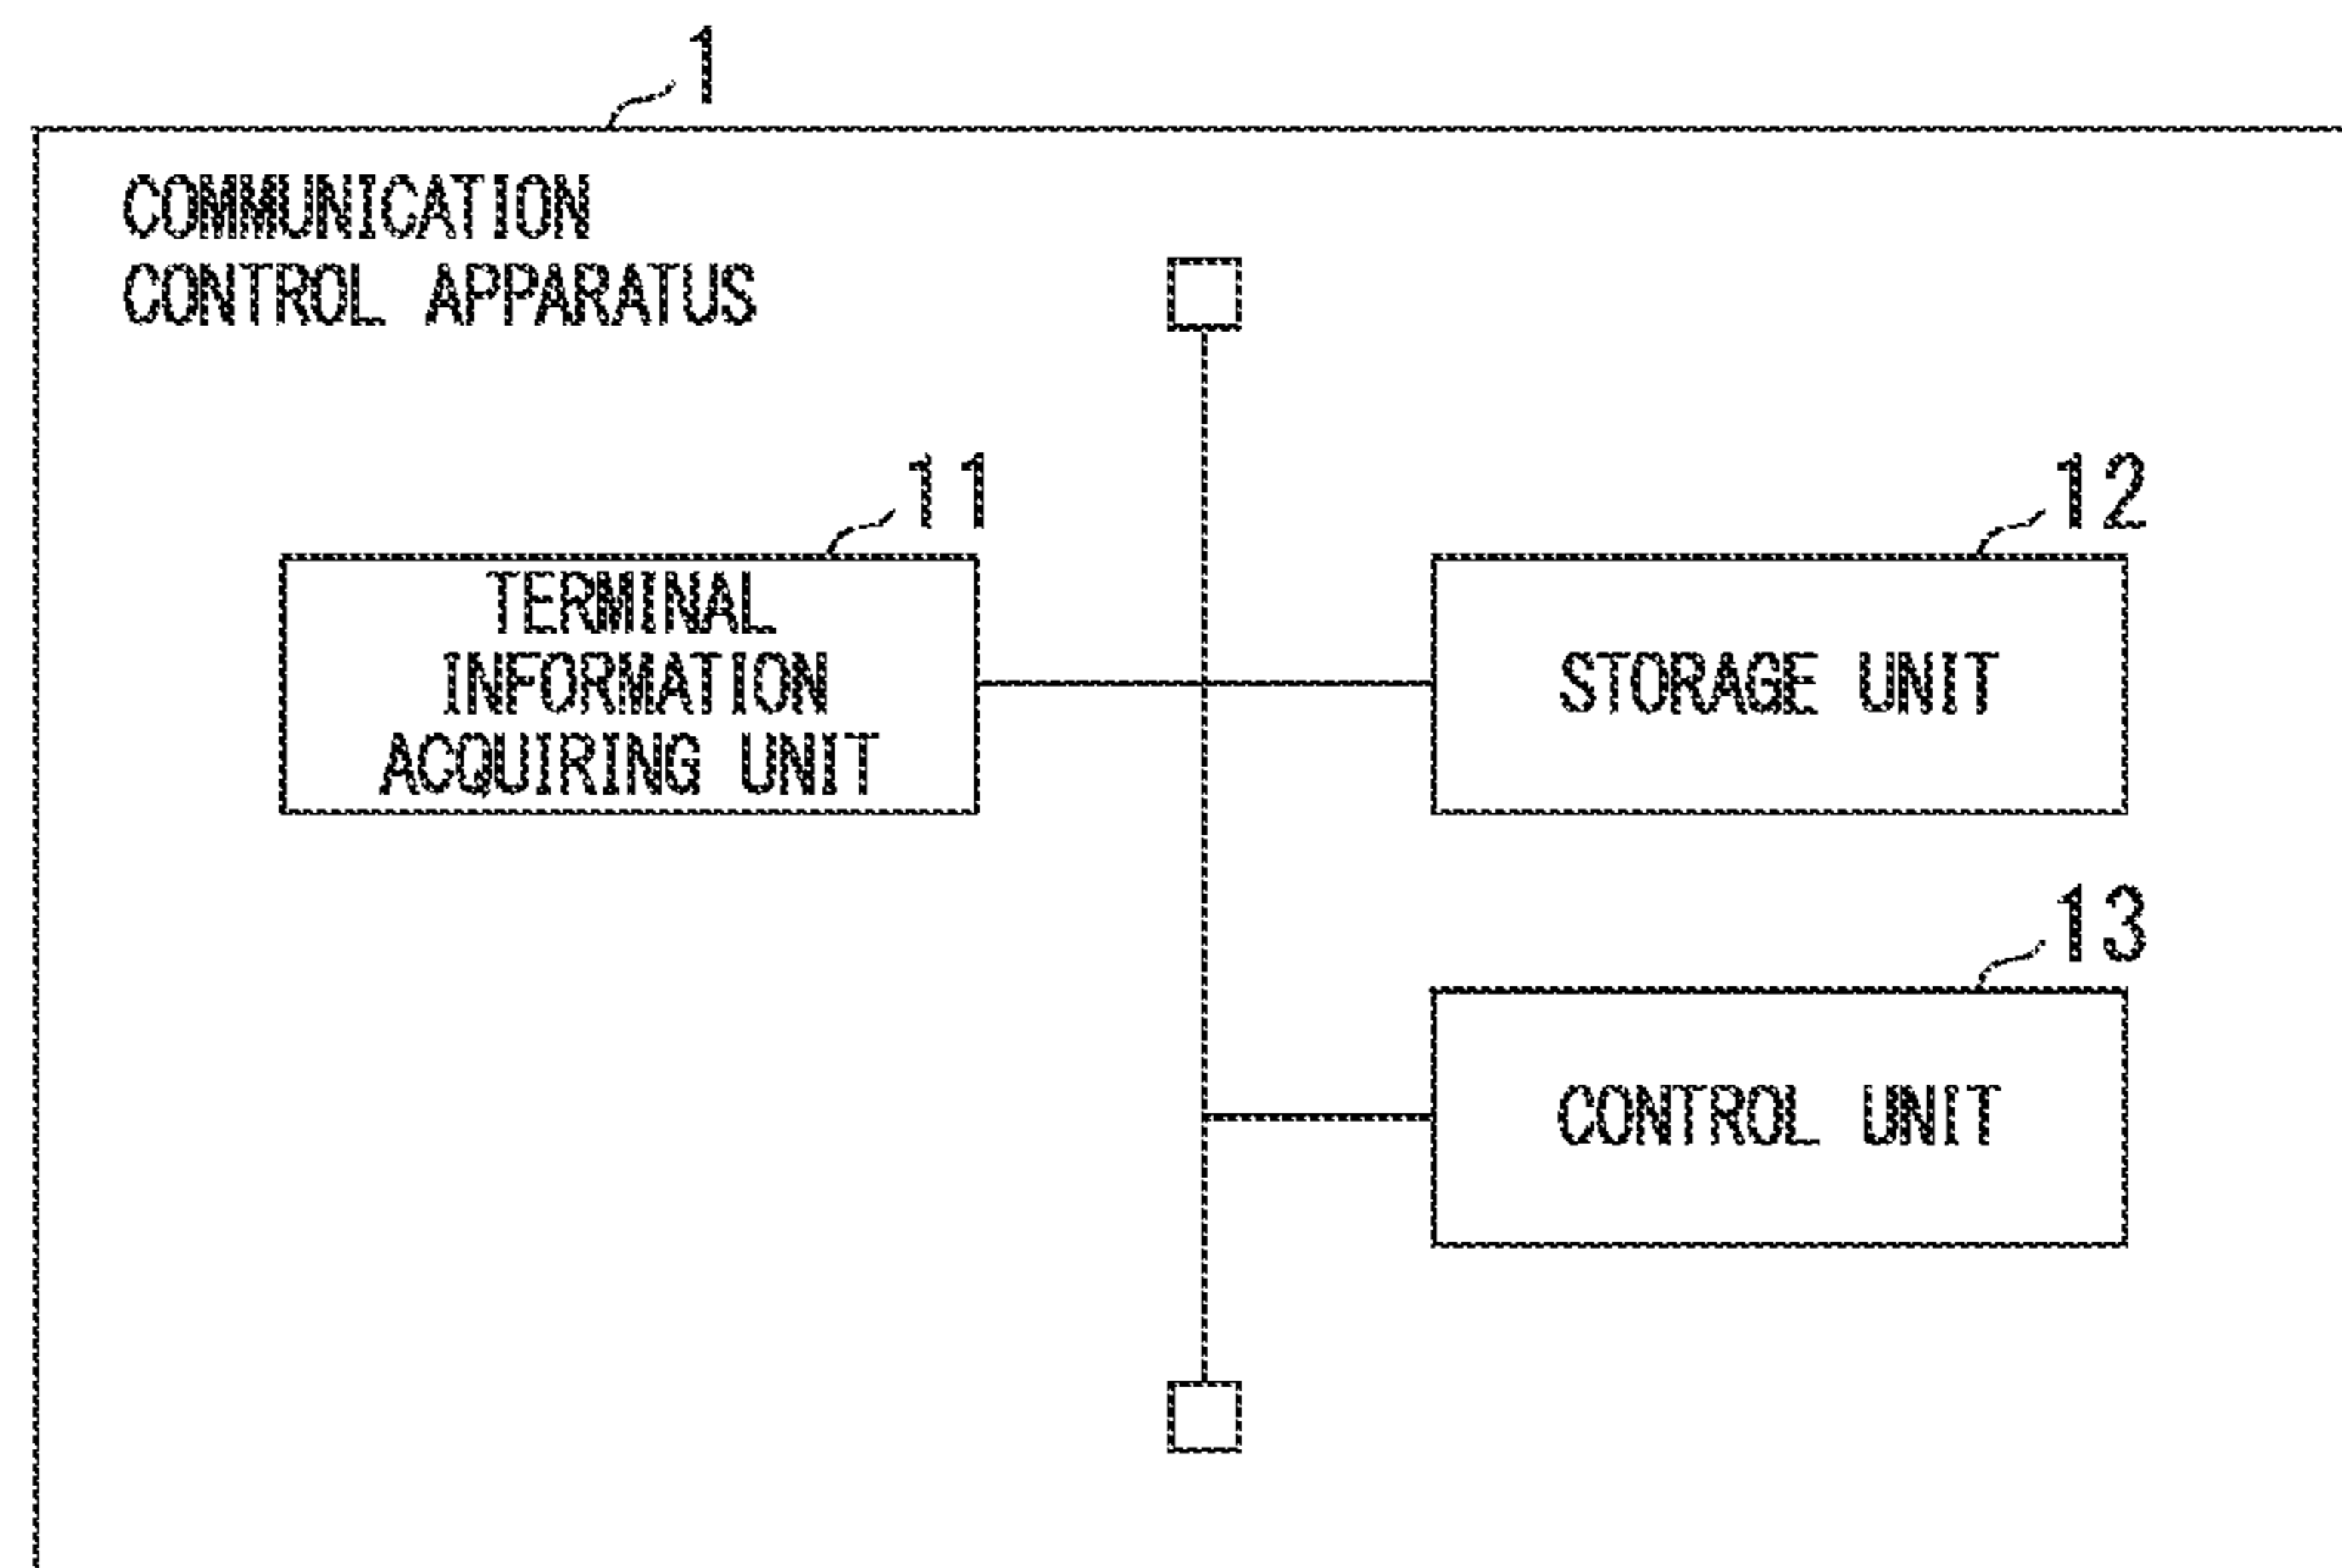 1
COMMUNICATION
CONTROL APPARATUS
11
TERMINAL
INFORMATION
ACQUIRING UNIT
12
STORAGE UNIT
13
CONTROL UNIT